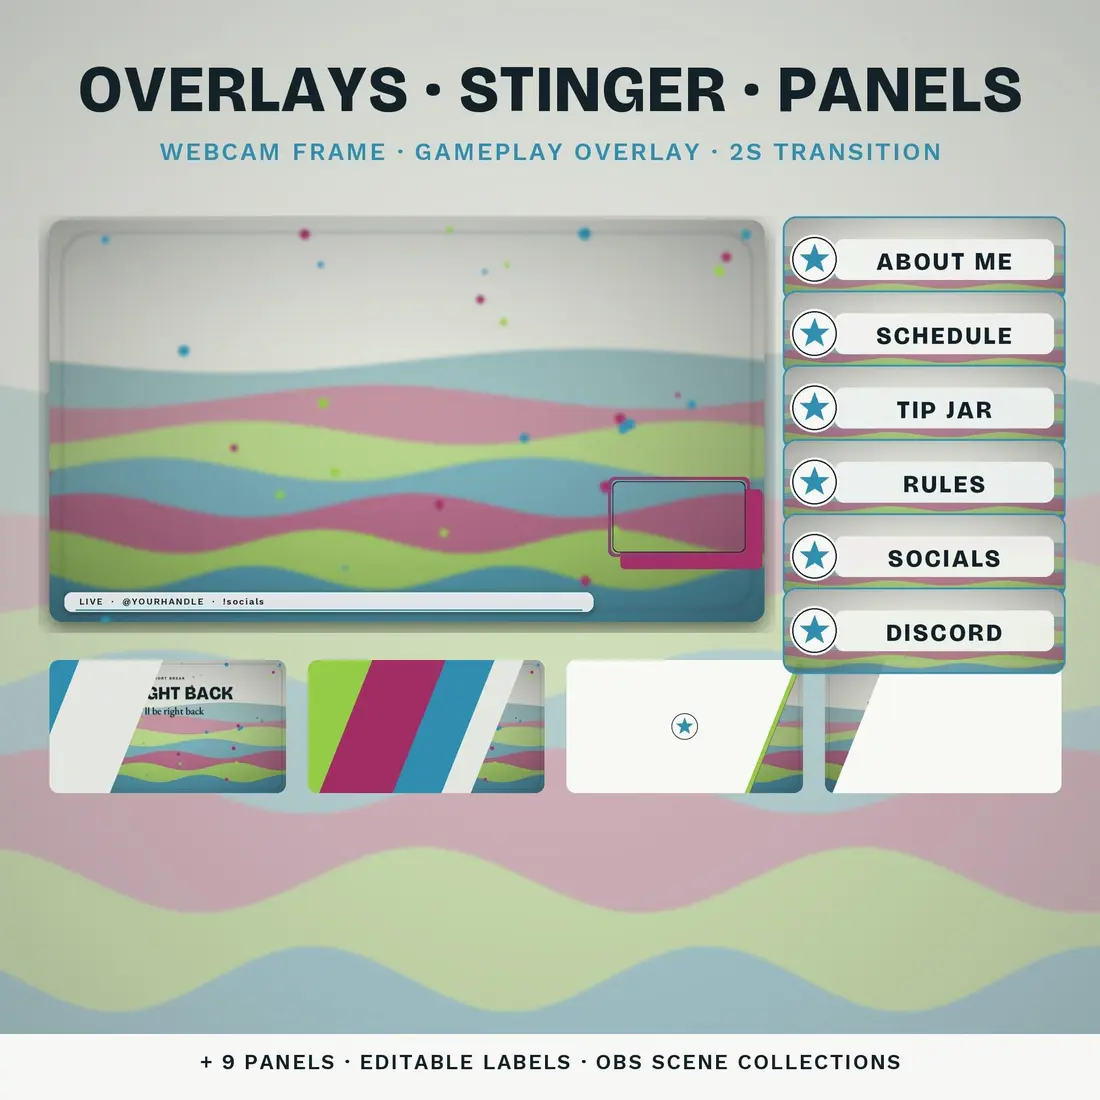 OVERLAYS · STINGER · PANELS
WEBCAM FRAME · GAMEPLAY OVERLAY · 2S TRANSITION
ABOUT ME
SCHEDULE
TIP JAR
RULES
SOCIALS
DISCORD
LIVE · @YOURHANDLE · !socials
BREAK
GHT BACK
ll be right back
+ 9 PANELS · EDITABLE LABELS · OBS SCENE COLLECTIONS